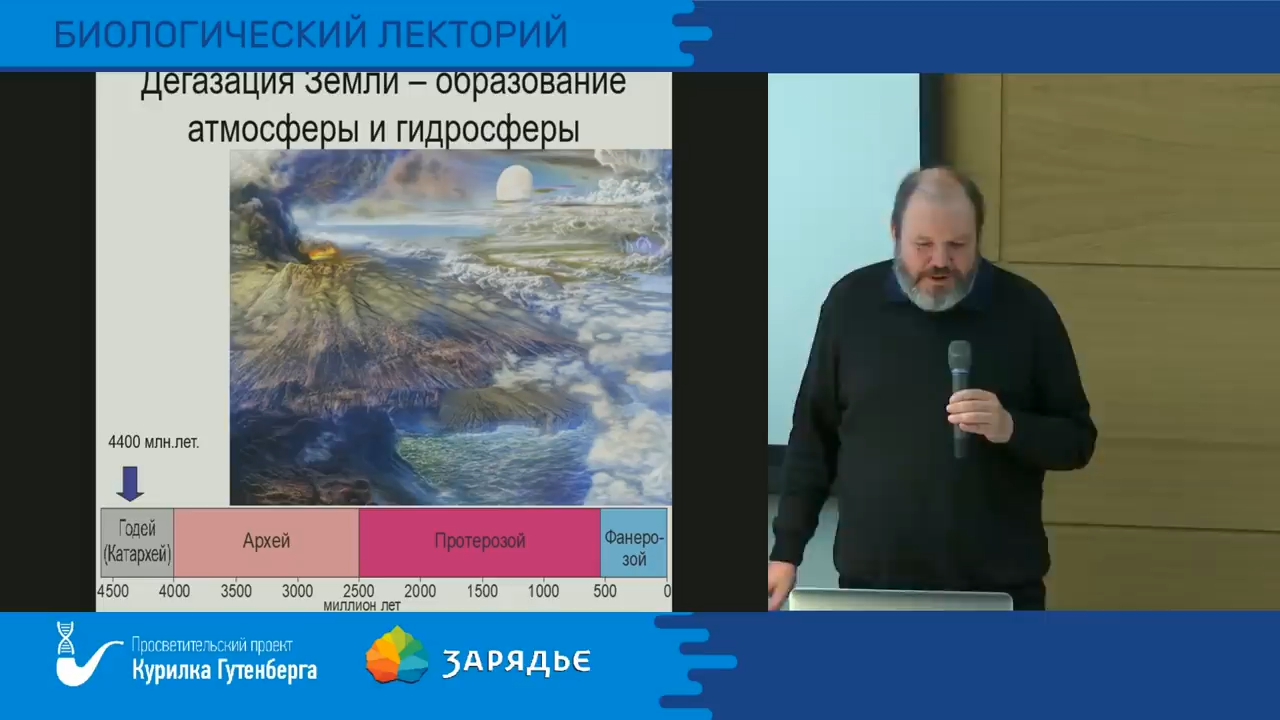 БИОЛОГИЧЕСКИЙ ЛЕКТОРИЙ
Дегазация Земли – образование
атмосферы и гидросферы
4400 млн.лет.
Годей
(Катархей)
Архей
Протерозой
Фанеро-
зой
4500 4000 3500 3000 2500 2000 1500 1000 500 0
миллион лет
Просветительский проект
Курилка Гутенберга
ЗАРЯДЬЕ